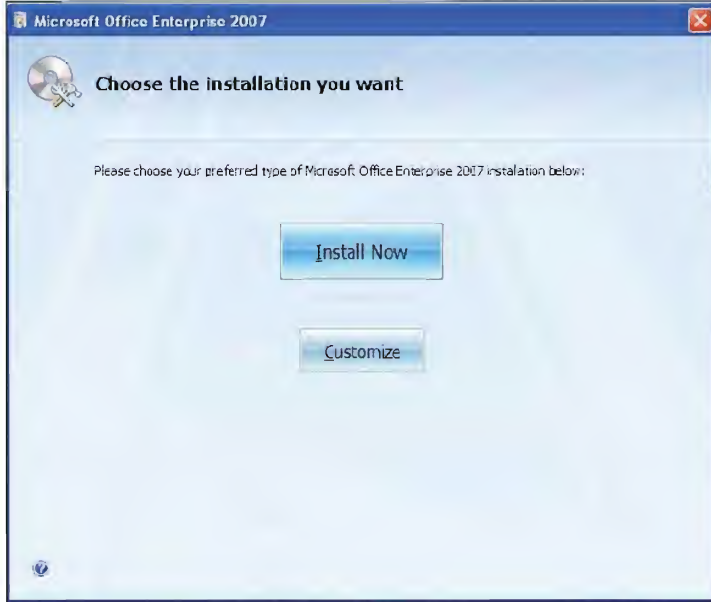 Microsoft Office Enterprise 2007
Choose the installation you want
Please choose your preferred type of Microsoft Office Enterprise 2007 installation below:
Install Now
Customize